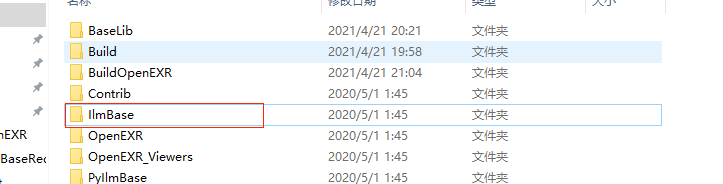 名称 修改日期 类型 大小
BaseLib 2021/4/21 20:21 文件夹
Build 2021/4/21 19:58 文件夹
BuildOpenEXR 2021/4/21 21:04 文件夹
Contrib 2020/5/1 1:45 文件夹
IlmBase 2020/5/1 1:45 文件夹
nEXR OpenEXR 2020/5/1 1:45 文件夹
BaseRec OpenEXR_Viewers 2020/5/1 1:45 文件夹
PyIlmBase 2020/5/1 1:45 文件夹